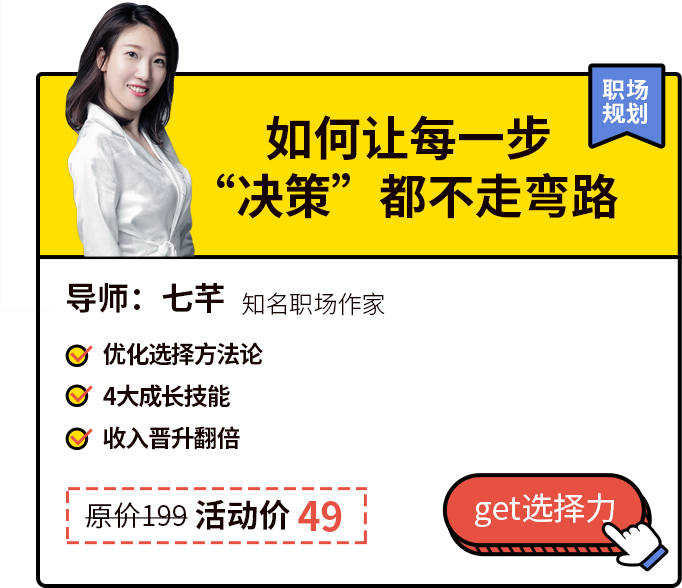 职场
规划
如何让每一步
“决策”都不走弯路
导师：七芊 知名职场作家
优化选择方法论
4大成长技能
收入晋升翻倍
原价199 活动价 49
get选择力